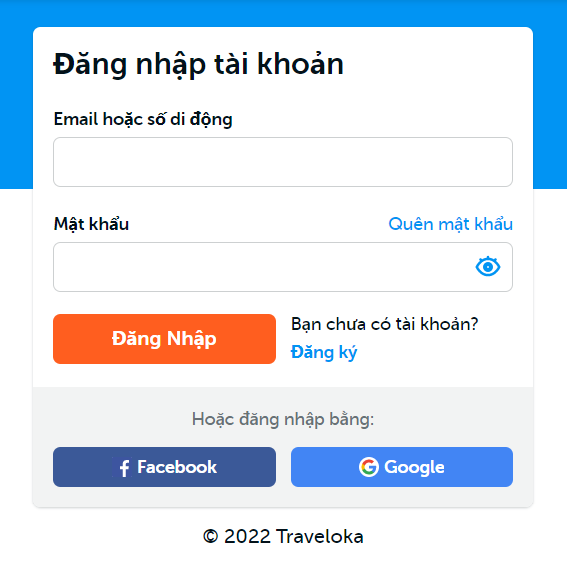 Đăng nhập tài khoản
Email hoặc số di động
Mật khẩu Quên mật khẩu
Đăng Nhập
Bạn chưa có tài khoản?
Đăng ký
Hoặc đăng nhập bằng:
Facebook Google
© 2022 Traveloka